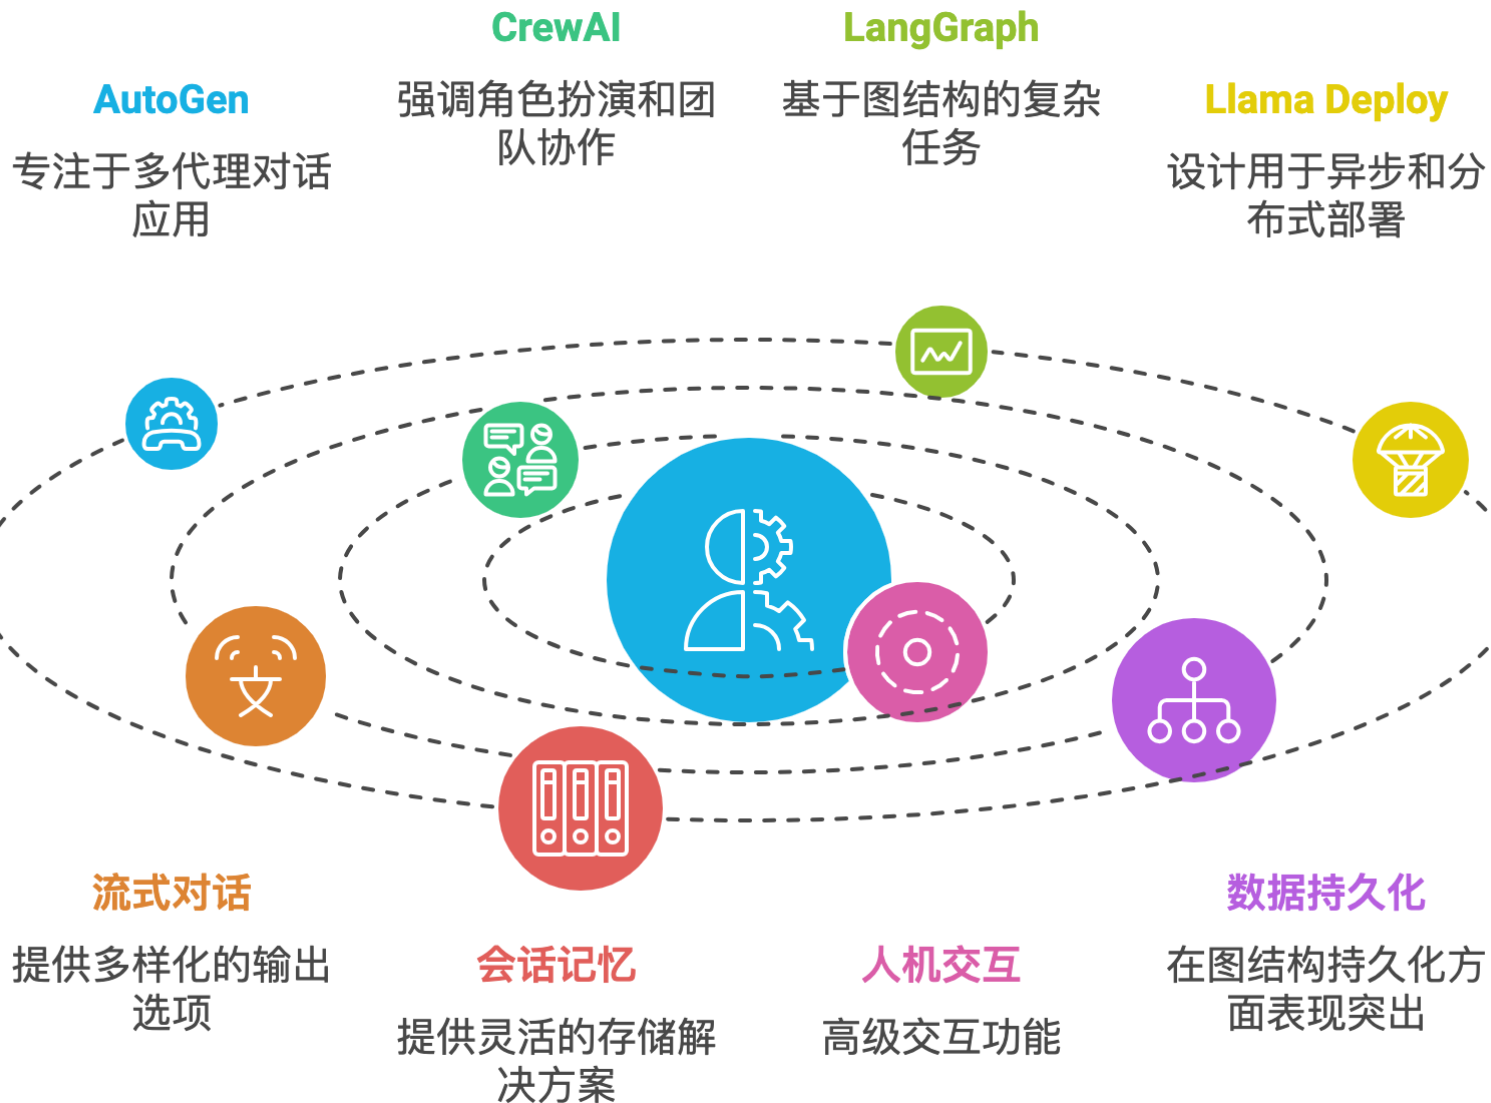 CrewAI
强调角色扮演和团
队协作
LangGraph
基于图结构的复杂
任务
AutoGen
专注于多代理对话
应用
Llama Deploy
设计用于异步和分
布式部署
文
流式对话
提供多样化的输出
选项
会话记忆
提供灵活的存储解
决方案
人机交互
高级交互功能
数据持久化
在图结构持久化方
面表现突出